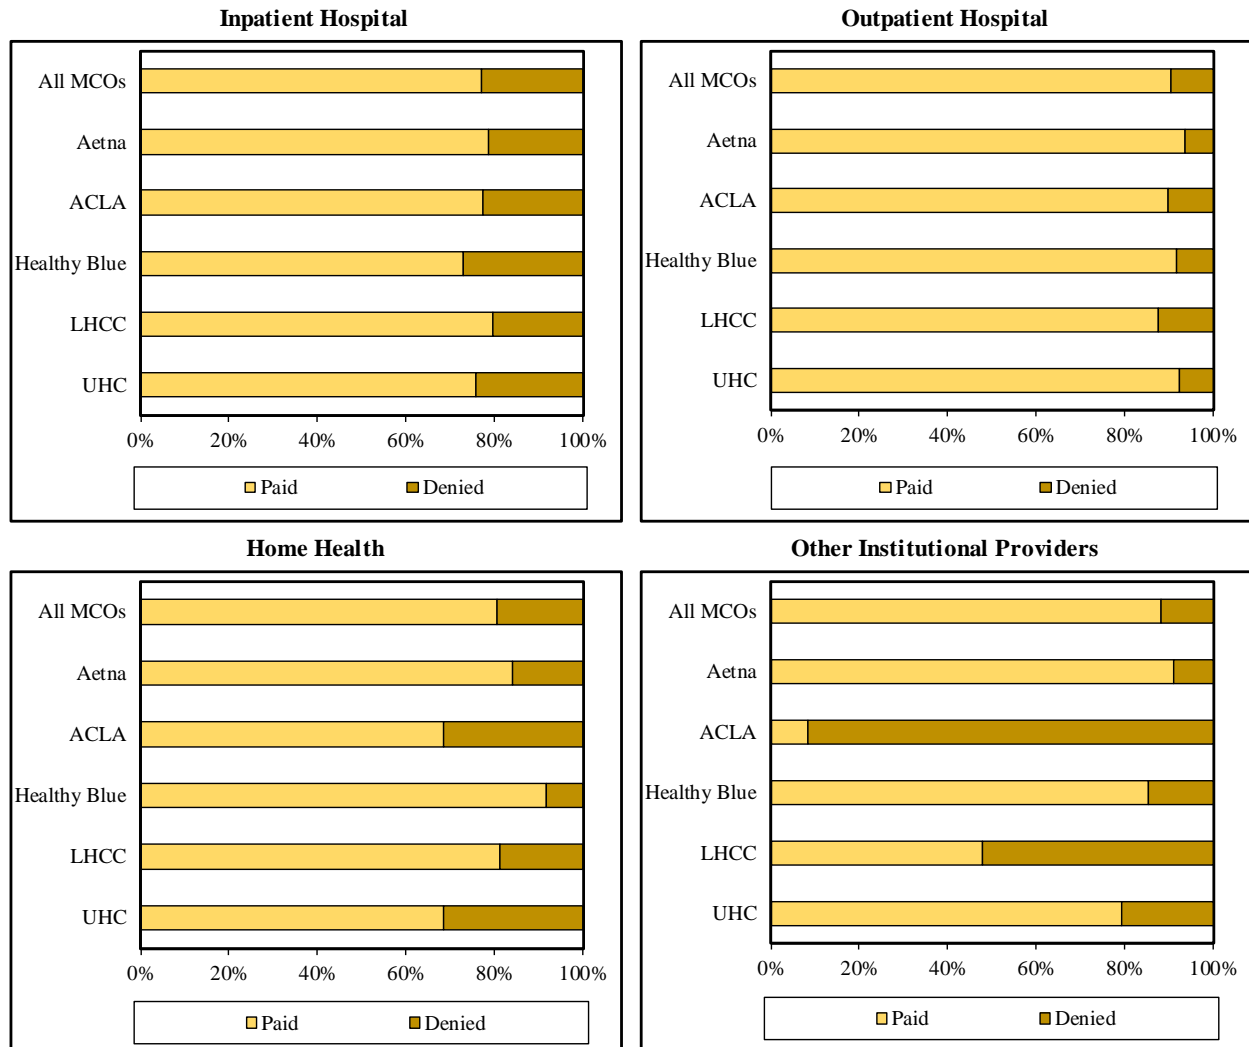 Inpatient Hospital
All MCOs
Aetna
ACLA
Healthy Blue
LHCC
UHC
0% 20% 40% 60% 80% 100%
Paid Denied
Outpatient Hospital
All MCOs
Aetna
ACLA
Healthy Blue
LHCC
UHC
0% 20% 40% 60% 80% 100%
Paid Denied
Home Health
All MCOs
Aetna
ACLA
Healthy Blue
LHCC
UHC
0% 20% 40% 60% 80% 100%
Paid Denied
Other Institutional Providers
All MCOs
Aetna
ACLA
Healthy Blue
LHCC
UHC
0% 20% 40% 60% 80% 100%
Paid Denied